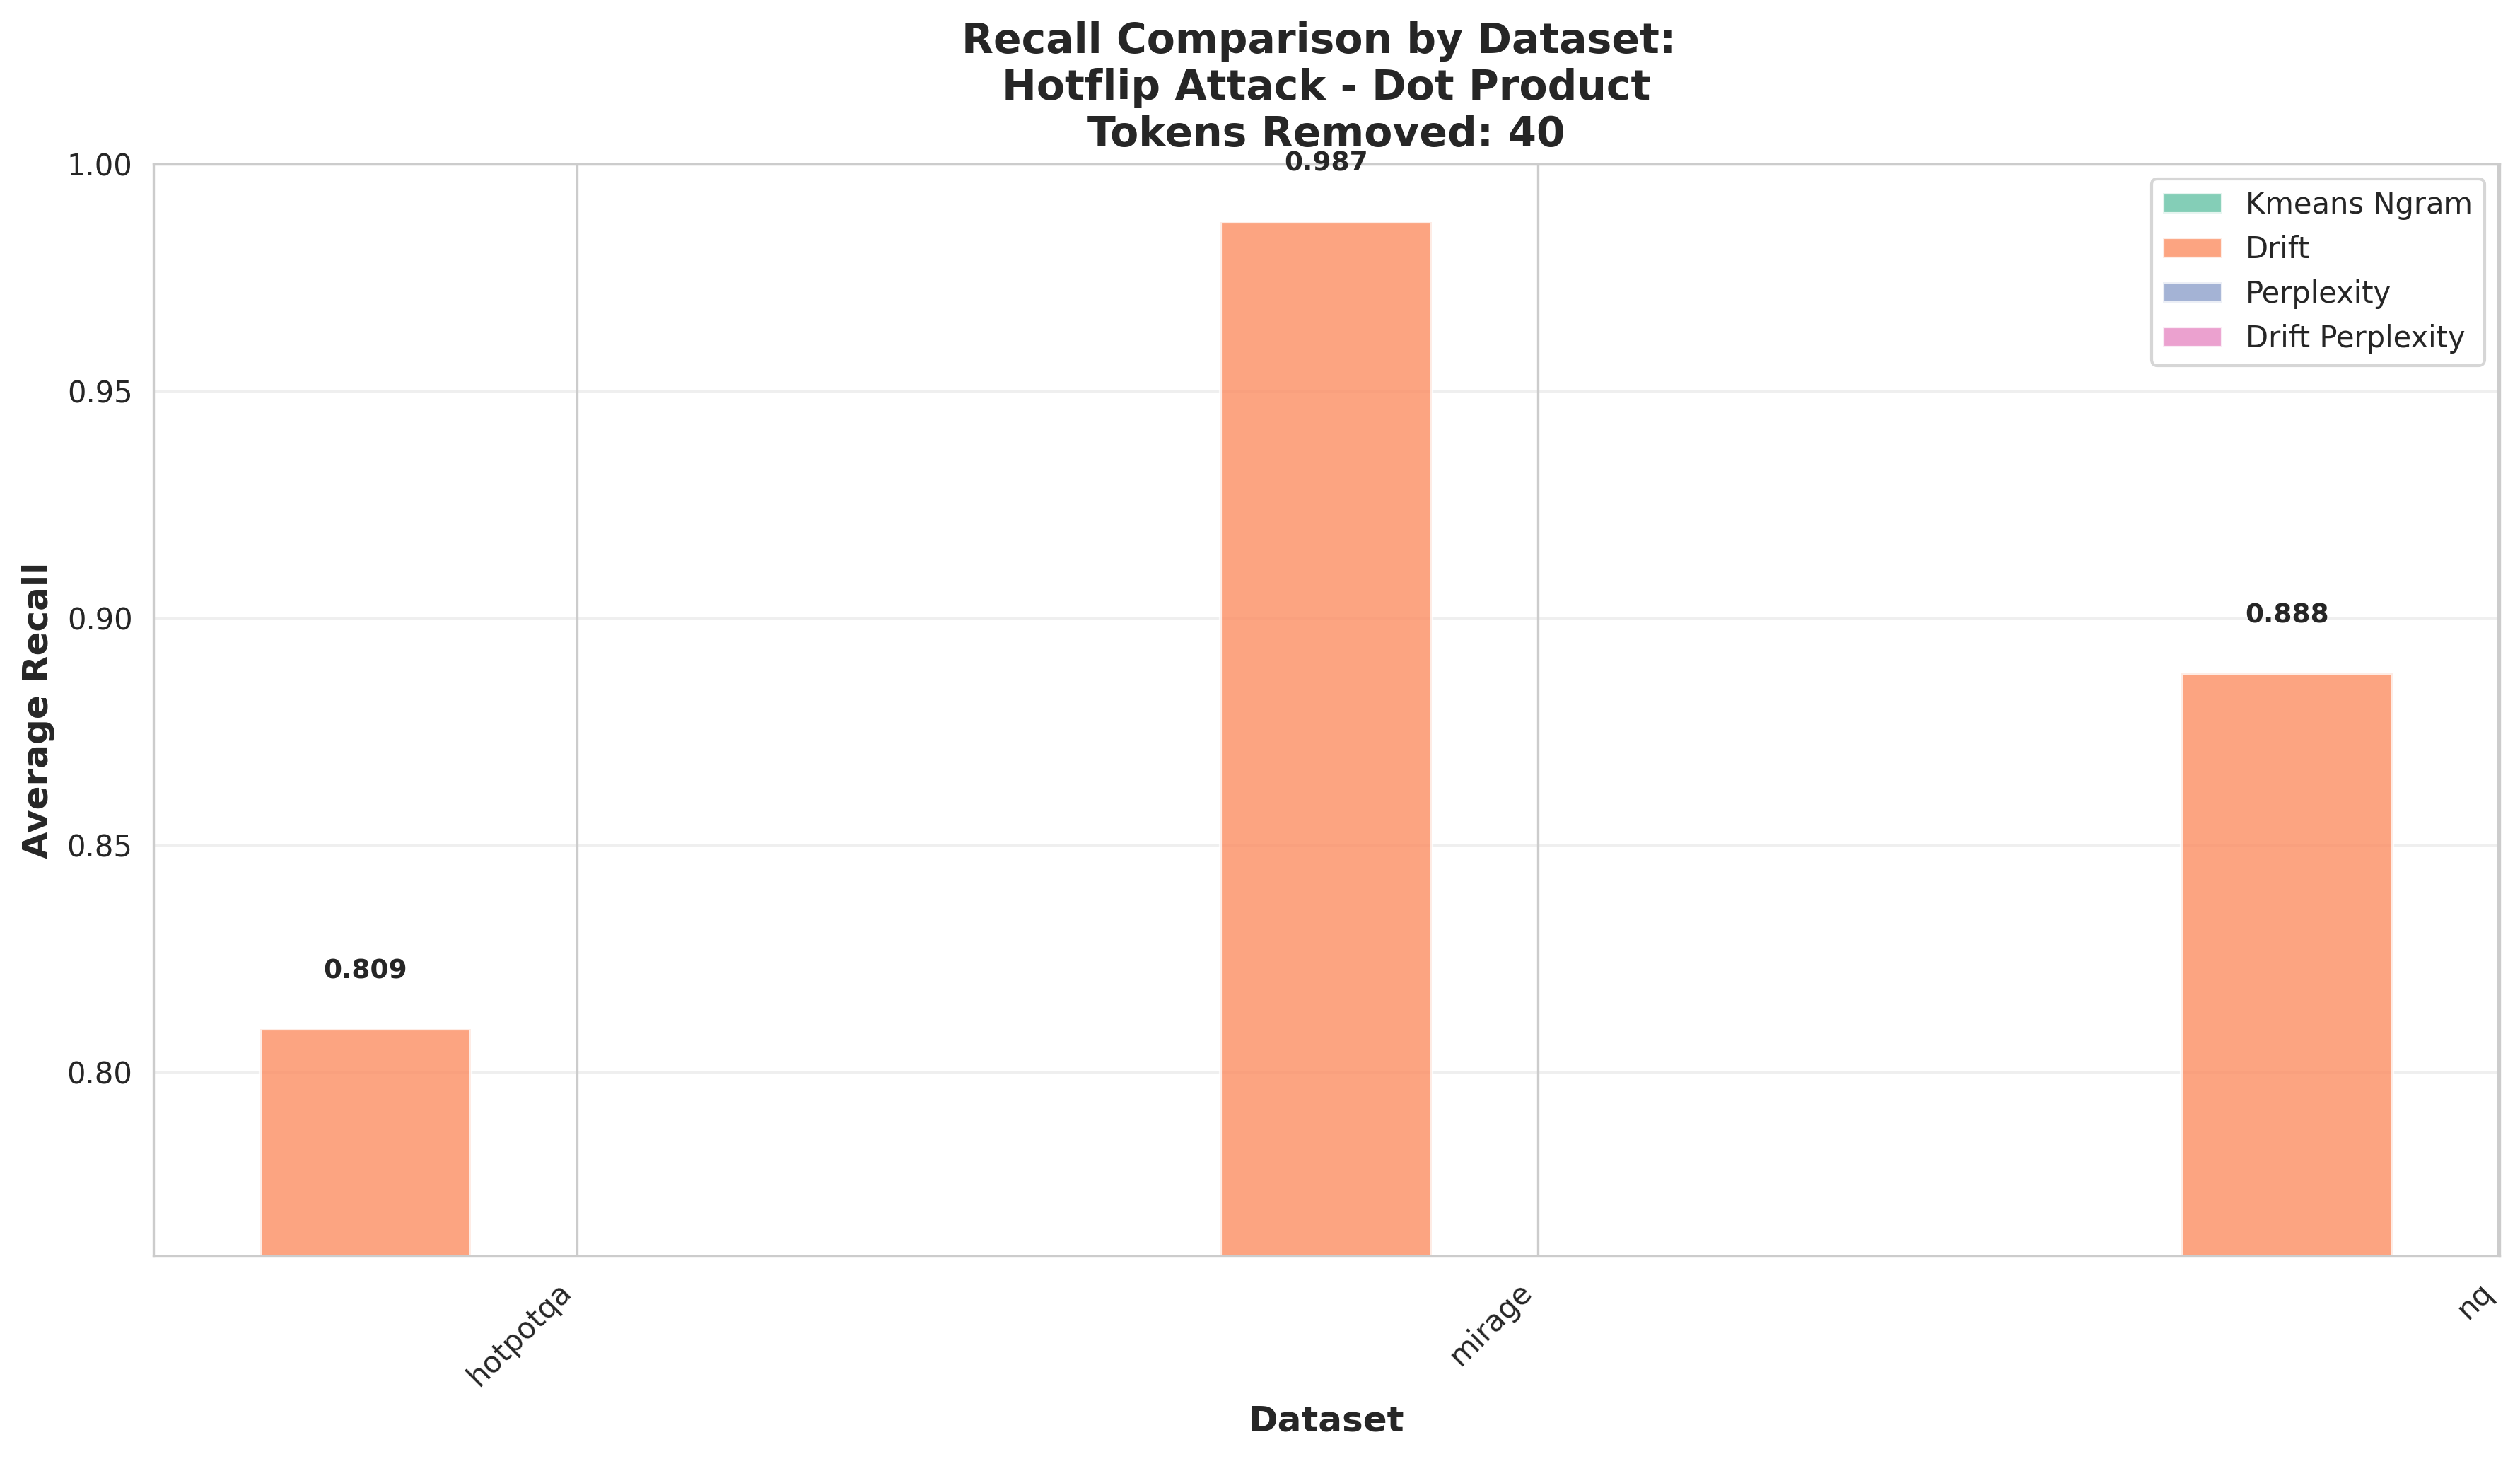 Recall Comparison by Dataset:
Hotflip Attack - Dot Product
Tokens Removed: 40
1.00
0.95
0.90
0.85
0.80
Average Recall
0.809
0.987
0.888
Kmeans Ngram
Drift
Perplexity
Drift Perplexity
hotpotqa
mirage
nq
Dataset